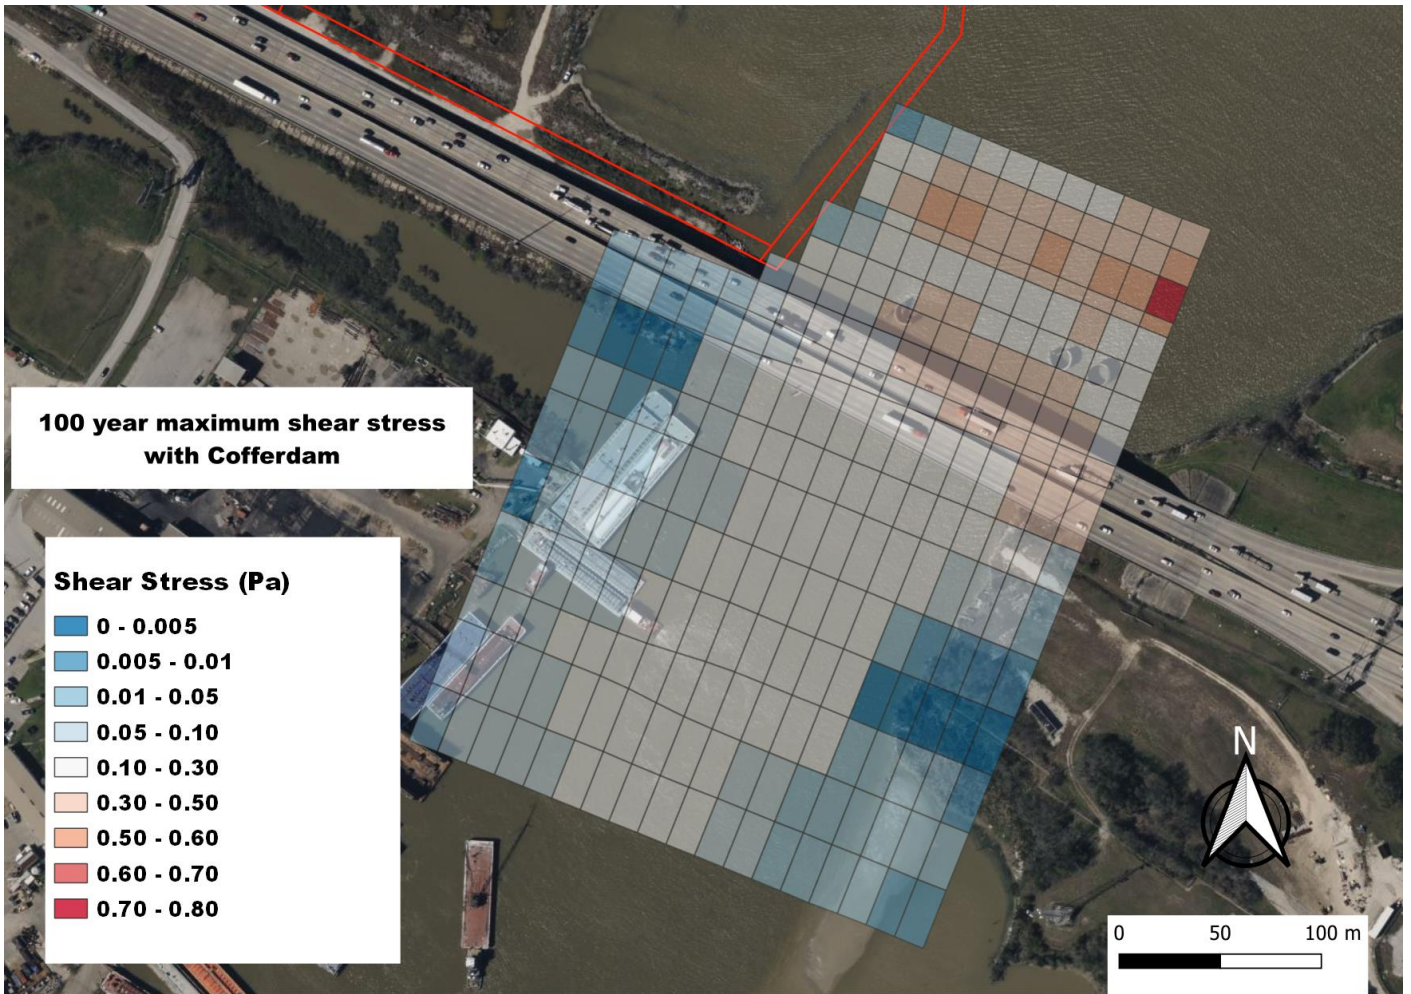 100 year maximum shear stress
with Cofferdam
Shear Stress (Pa)
0 - 0.005
0.005 - 0.01
0.01 - 0.05
0.05 - 0.10
0.10 - 0.30
0.30 - 0.50
0.50 - 0.60
0.60 - 0.70
0.70 - 0.80
N
0 50 100 m